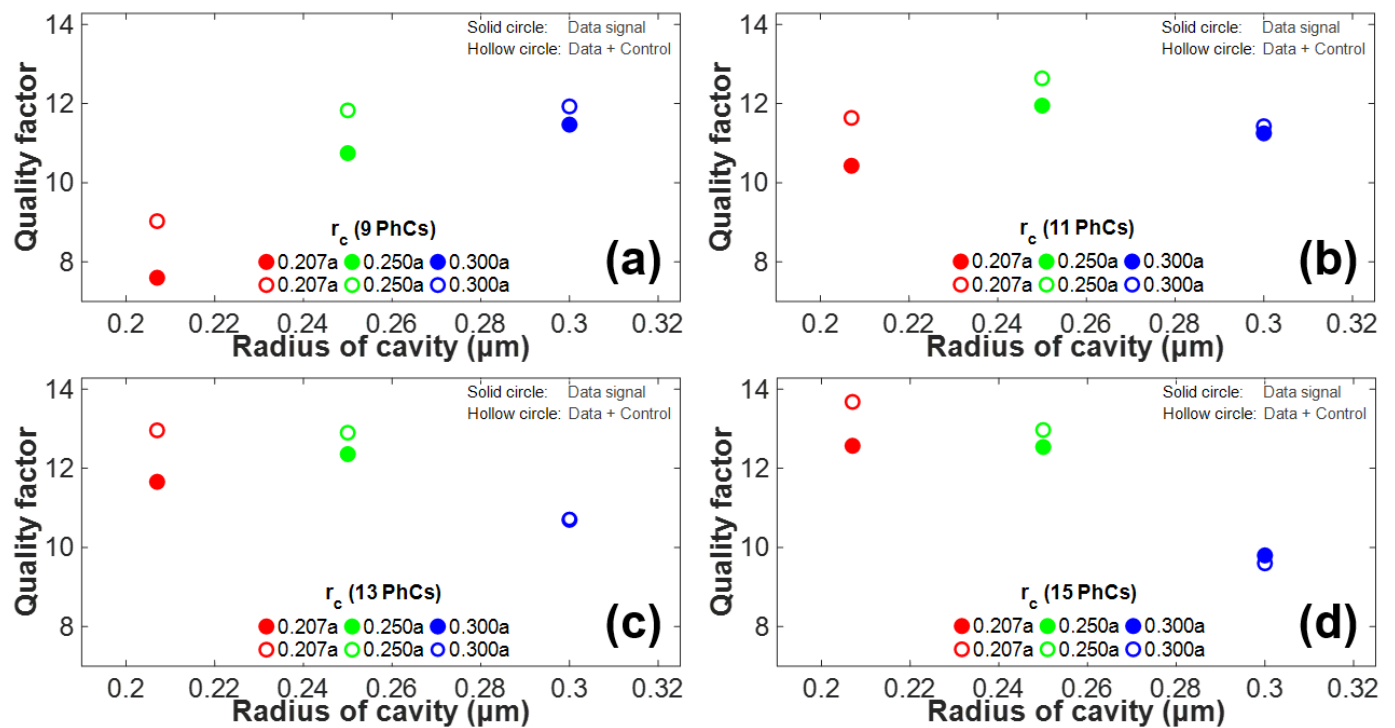 14
12
10
8
Quality factor
Solid circle: Data signal
Hollow circle: Data + Control
r_c (9 PhCs)
0.207a 0.250a 0.300a
0.207a 0.250a 0.300a
(a)
0.2 0.22 0.24 0.26 0.28 0.3 0.32
Radius of cavity (µm)
14
12
10
8
Quality factor
Solid circle: Data signal
Hollow circle: Data + Control
r_c (11 PhCs)
0.207a 0.250a 0.300a
0.207a 0.250a 0.300a
(b)
0.2 0.22 0.24 0.26 0.28 0.3 0.32
Radius of cavity (µm)
14
12
10
8
Quality factor
Solid circle: Data signal
Hollow circle: Data + Control
r_c (13 PhCs)
0.207a 0.250a 0.300a
0.207a 0.250a 0.300a
(c)
0.2 0.22 0.24 0.26 0.28 0.3 0.32
Radius of cavity (µm)
14
12
10
8
Quality factor
Solid circle: Data signal
Hollow circle: Data + Control
r_c (15 PhCs)
0.207a 0.250a 0.300a
0.207a 0.250a 0.300a
(d)
0.2 0.22 0.24 0.26 0.28 0.3 0.32
Radius of cavity (µm)